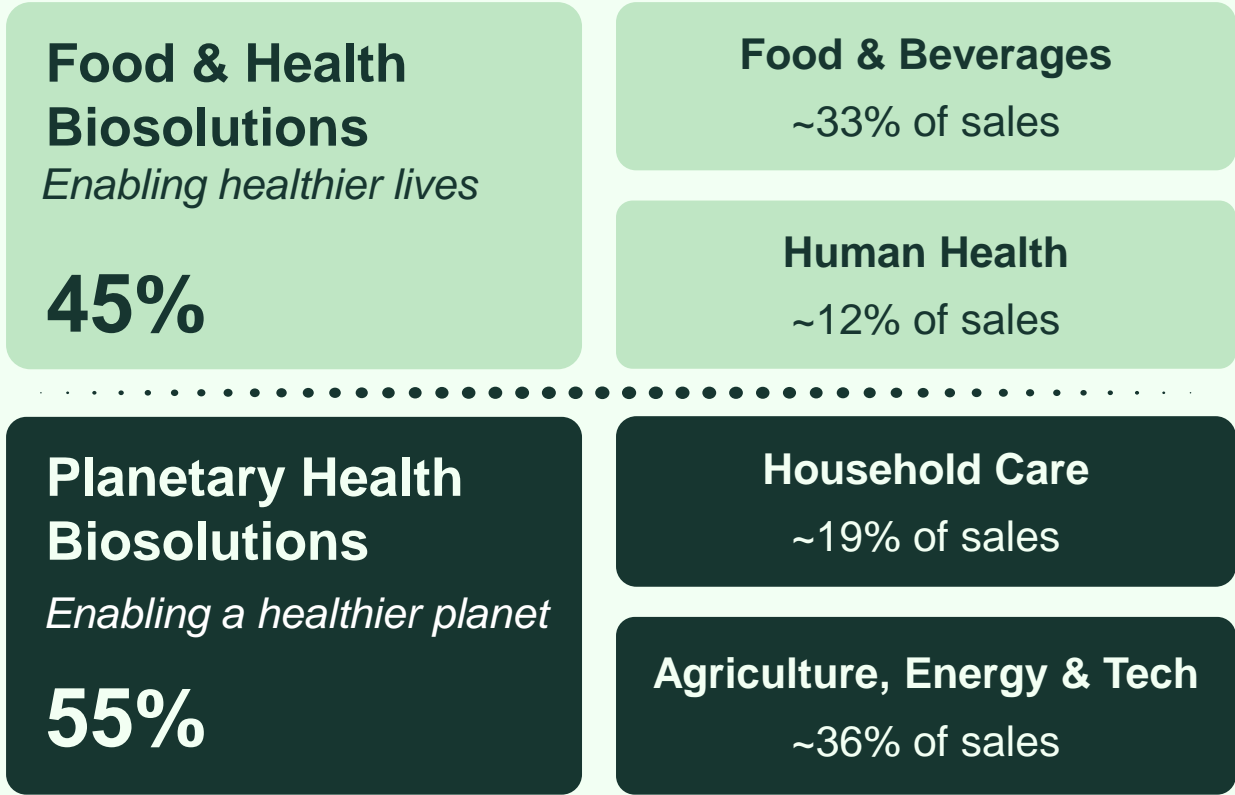 Food & Health
Biosolutions
Enabling healthier lives
45%
Food & Beverages
~33% of sales
Human Health
~12% of sales
Planetary Health
Biosolutions
Enabling a healthier planet
55%
Household Care
~19% of sales
Agriculture, Energy & Tech
~36% of sales